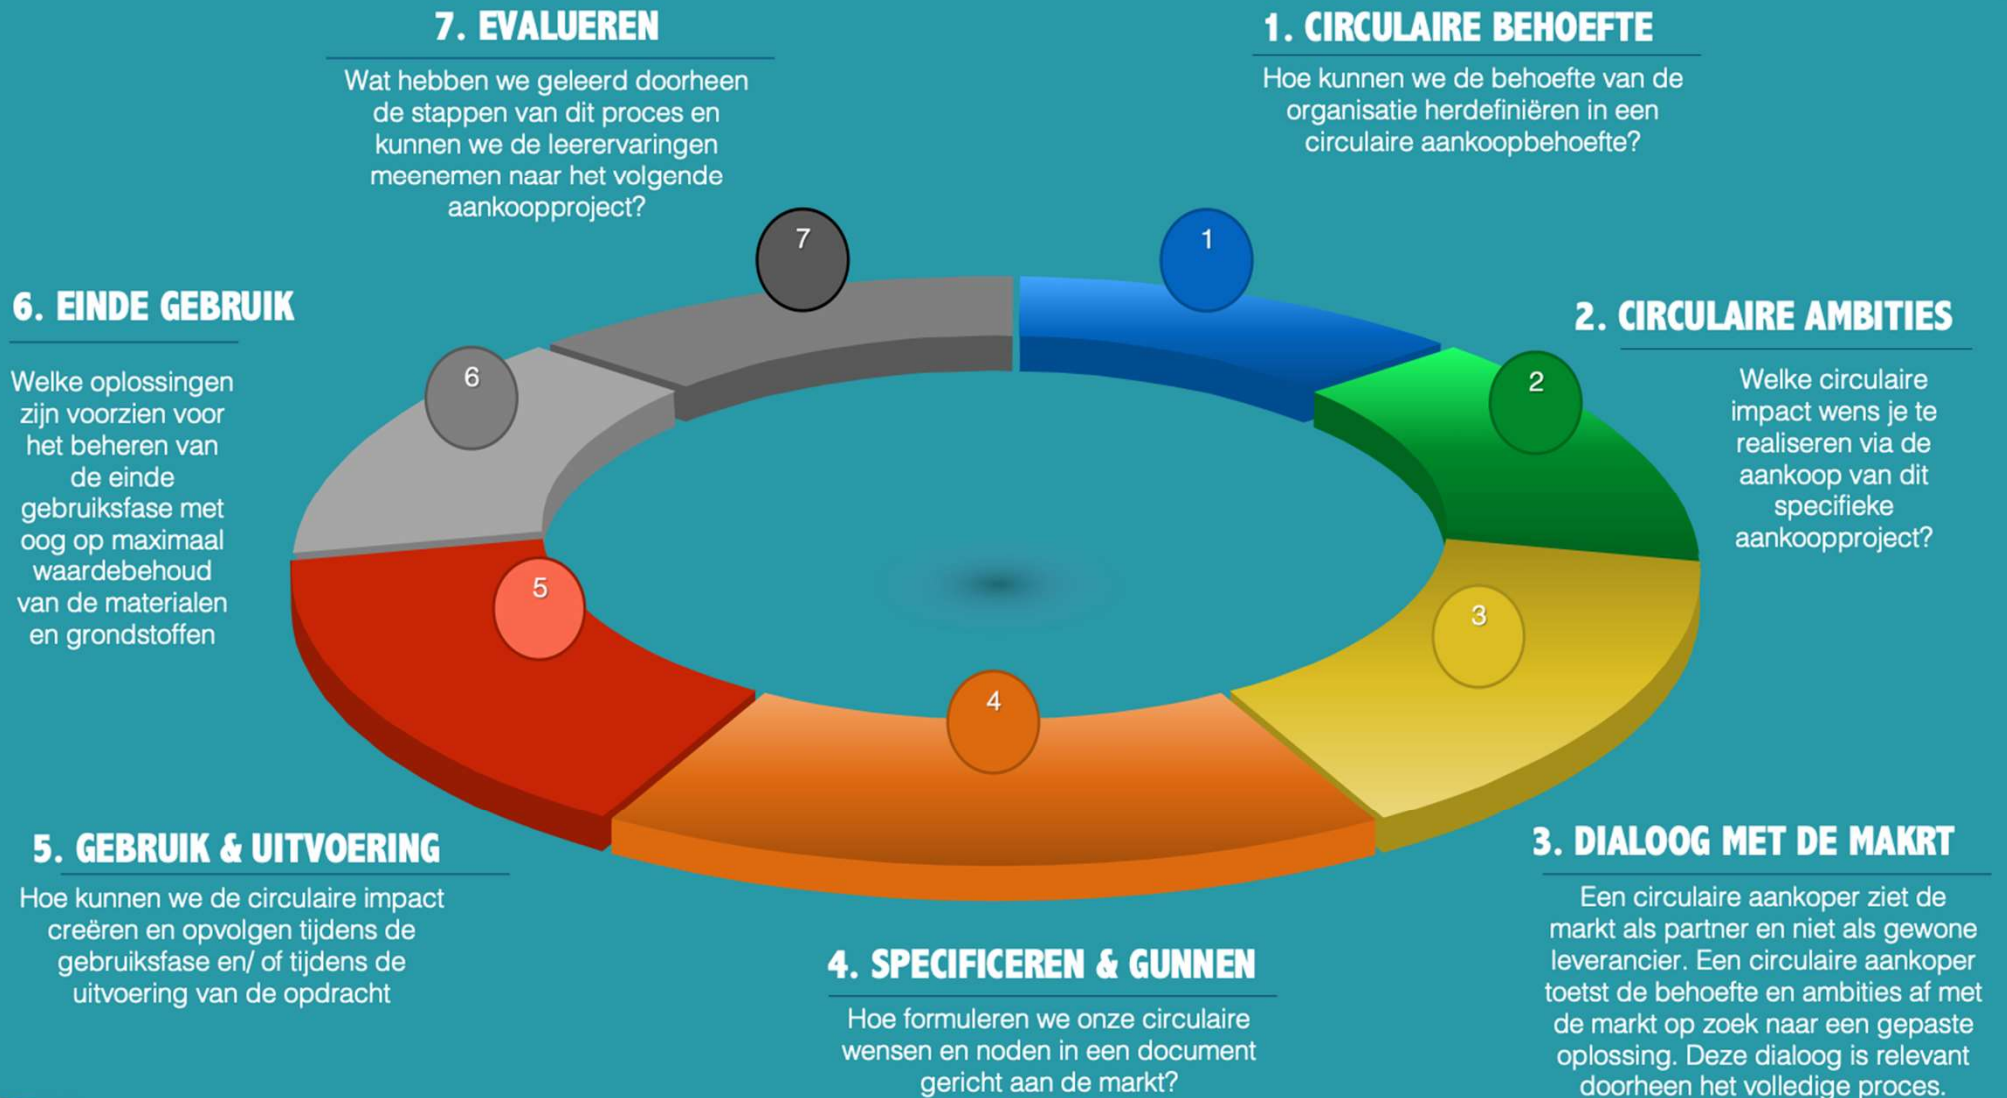 1. CIRCULAIRE BEHOEFTE
Hoe kunnen we de behoefte van de
organisatie herdefiniëren in een
circulaire aankoopbehoefte?
2. CIRCULAIRE AMBITIES
Welke circulaire
impact wens je te
realiseren via de
aankoop van dit
specifieke
aankoopproject?
3. DIALOOG MET DE MAKRT
Een circulaire aankoper ziet de
markt als partner en niet als gewone
leverancier. Een circulaire aankoper
toetst de behoefte en ambities af met
de markt op zoek naar een gepaste
oplossing. Deze dialoog is relevant
doorheen het volledige proces.
4. SPECIFICEREN & GUNNEN
Hoe formuleren we onze circulaire
wensen en noden in een document
gericht aan de markt?
5. GEBRUIK & UITVOERING
Hoe kunnen we de circulaire impact
creëren en opvolgen tijdens de
gebruiksfase en/ of tijdens de
uitvoering van de opdracht
6. EINDE GEBRUIK
Welke oplossingen
zijn voorzien voor
het beheren van
de einde
gebruiksfase met
oog op maximaal
waardebehoud
van de materialen
en grondstoffen
7. EVALUEREN
Wat hebben we geleerd doorheen
de stappen van dit proces en
kunnen we de leerervaringen
meenemen naar het volgende
aankoopproject?
1
2
3
4
5
6
7